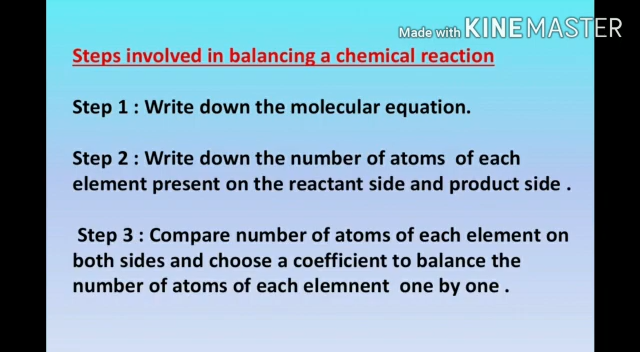 Made with KINEMASTER
Steps involved in balancing a chemical reaction
Step 1 : Write down the molecular equation.
Step 2 : Write down the number of atoms of each
element present on the reactant side and product side .
Step 3 : Compare number of atoms of each element on
both sides and choose a coefficient to balance the
number of atoms of each elemnent one by one .